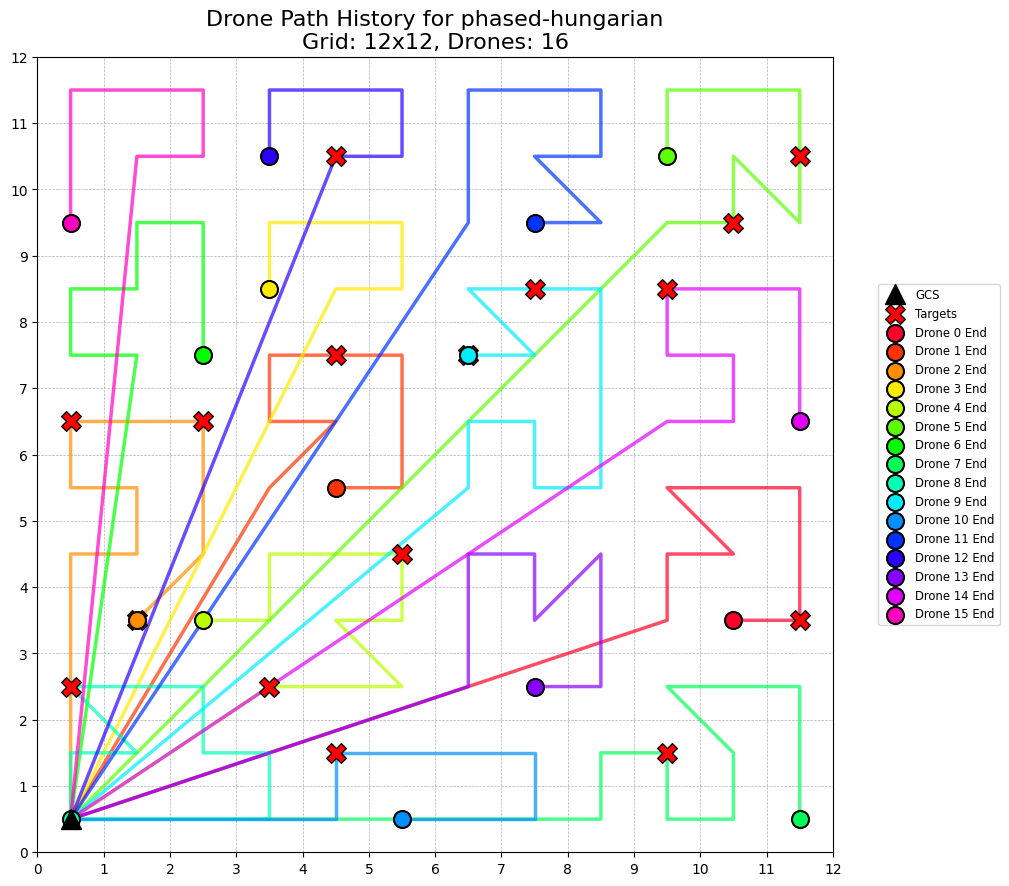 Drone Path History for phased-hungarian
Grid: 12x12, Drones: 16
12
11
10
9
8
7
6
5
4
3
2
1
0
0 1 2 3 4 5 6 7 8 9 10 11 12
GCS
Targets
Drone 0 End
Drone 1 End
Drone 2 End
Drone 3 End
Drone 4 End
Drone 5 End
Drone 6 End
Drone 7 End
Drone 8 End
Drone 9 End
Drone 10 End
Drone 11 End
Drone 12 End
Drone 13 End
Drone 14 End
Drone 15 End